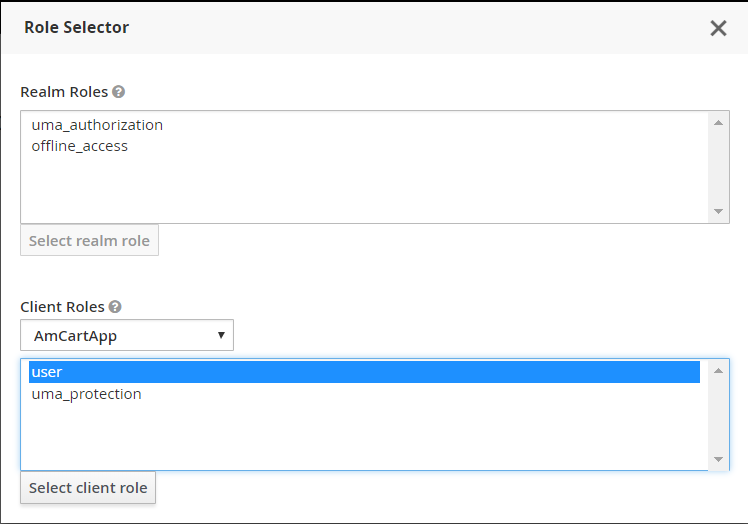 Role Selector
Realm Roles
uma_authorization
offline_access
Select realm role
Client Roles
AmCartApp
user
uma_protection
Select client role